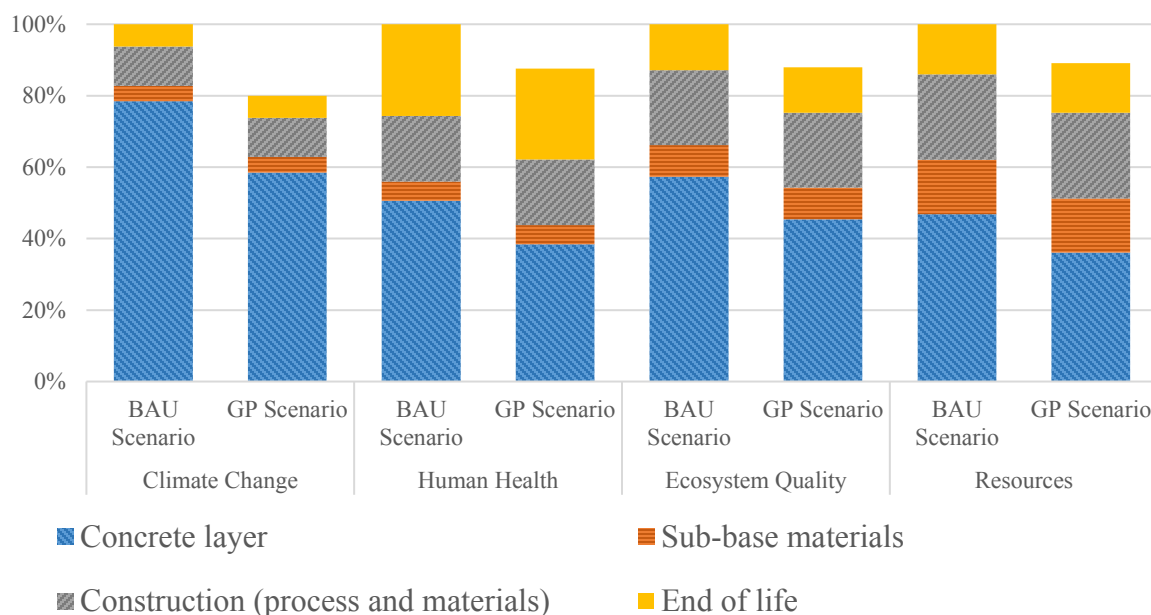 100%
80%
60%
40%
20%
0%
BAU Scenario GP Scenario BAU Scenario GP Scenario BAU Scenario GP Scenario BAU Scenario GP Scenario
Climate Change Human Health Ecosystem Quality Resources
Concrete layer Sub-base materials
Construction (process and materials) End of life